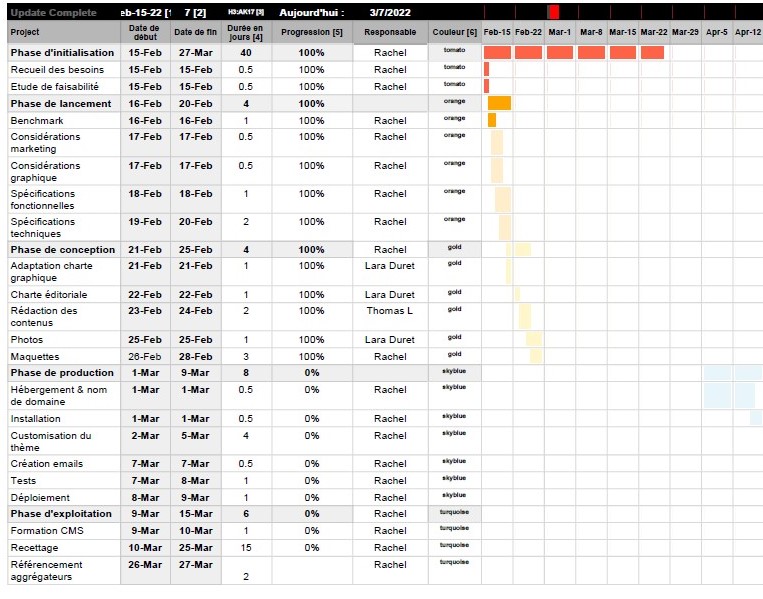 Update Complete eb-15-22 [1 7 [2] H3:AK17 [3] Aujourd'hui : 3/7/2022
Project Date de début Date de fin Durée en jours [4] Progression [5] Responsable Couleur [6] Feb-15 Feb-22 Mar-1 Mar-8 Mar-15 Mar-22 Mar-29 Apr-5 Apr-12
Phase d'initialisation 15-Feb 27-Mar 40 100% Rachel tomato
Recueil des besoins 15-Feb 15-Feb 0.5 100% Rachel tomato
Etude de faisabilité 15-Feb 15-Feb 0.5 100% Rachel tomato
Phase de lancement 16-Feb 20-Feb 4 100% orange
Benchmark 16-Feb 16-Feb 1 100% Rachel orange
Considérations marketing 17-Feb 17-Feb 0.5 100% Rachel orange
Considérations graphique 17-Feb 17-Feb 0.5 100% Rachel orange
Spécifications fonctionnelles 18-Feb 18-Feb 1 100% Rachel orange
Spécifications techniques 19-Feb 20-Feb 2 100% Rachel orange
Phase de conception 21-Feb 25-Feb 4 100% Rachel gold
Adaptation charte graphique 21-Feb 21-Feb 1 100% Lara Duret gold
Charte éditoriale 22-Feb 22-Feb 1 100% Lara Duret gold
Rédaction des contenus 23-Feb 24-Feb 2 100% Thomas L gold
Photos 25-Feb 25-Feb 1 100% Lara Duret gold
Maquettes 26-Feb 28-Feb 3 100% Rachel gold
Phase de production 1-Mar 9-Mar 8 0% skyblue
Hébergement & nom de domaine 1-Mar 1-Mar 0.5 0% Rachel skyblue
Installation 1-Mar 1-Mar 0.5 0% Rachel skyblue
Customisation du thème 2-Mar 5-Mar 4 0% Rachel skyblue
Création emails 7-Mar 7-Mar 0.5 0% Rachel skyblue
Tests 7-Mar 8-Mar 1 0% Rachel skyblue
Déploiement 8-Mar 9-Mar 1 0% Rachel skyblue
Phase d'exploitation 9-Mar 15-Mar 6 0% Rachel turquoise
Formation CMS 9-Mar 10-Mar 1 0% Rachel turquoise
Recettage 10-Mar 25-Mar 15 0% Rachel turquoise
Référencement aggrégateurs 26-Mar 27-Mar 2 Rachel turquoise